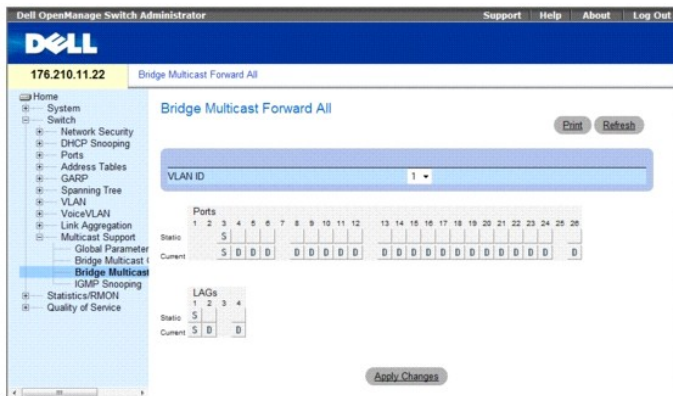 Dell OpenManage Switch Administrator Support Help About Log Out
DELL
176.210.11.22 Bridge Multicast Forward All
Home
System
Switch
Network Security
DHCP Snooping
Ports
Address Tables
GARP
Spanning Tree
VLAN
VoiceVLAN
Link Aggregation
Multicast Support
Global Parameter
Bridge Multicast
Bridge Multicast
IGMP Snooping
Statistics/RMON
Quality of Service
Bridge Multicast Forward All
Print Refresh
VLAN ID 1
Ports
1 2 3 4 5 6 7 8 9 10 11 12 13 14 15 16 17 18 19 20 21 22 23 24 25 26
Static S
Current S D D D D D D D D D D D D D D D D D D D D D
LAGs
1 2 3 4
Static S
Current S D D
Apply Changes